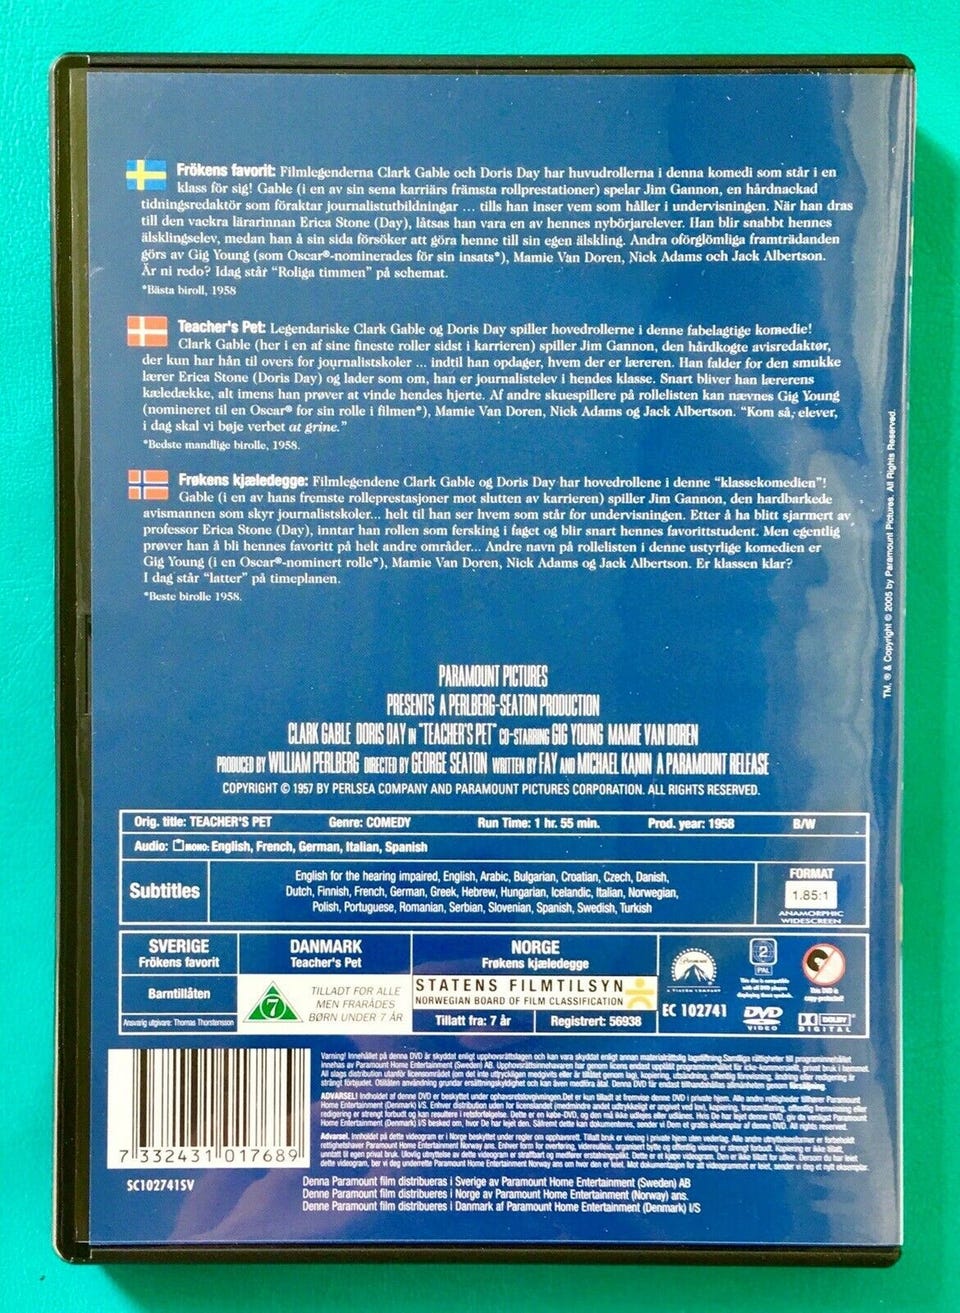 Frökens favorit: Filmlegenderna Clark Gable och Doris Day har huvudrollerna i denna komedi som står i en
klass för sig! Gable (i en av sin sena karriärs främsta rollprestationer) spelar Jim Gannon, en hårdnackad
tidningsredaktör som föraktar journalistutbildningar ... tills han inser vem som håller i undervisningen. När han dras
till den vackra lärarinnan Erica Stone (Day), låtsas han vara en av hennes nybörjarelever. Han blir snabbt hennes
älsklingselev, medan han å sin sida försöker att göra henne till sin egen älskling. Andra oförglömliga framträdanden
görs av Gig Young (som Oscar®-nominerades för sin insats*), Mamie Van Doren, Nick Adams och Jack Albertson.
Är ni redo? Idag står "Roliga timmen" på schemat.
*Bästa biroll, 1958
Teacher's Pet: Legendariske Clark Gable og Doris Day spiller hovedrollerne i denne fabelagtige komedie!
Clark Gable (her i en af sine fineste roller sidst i karrieren) spiller Jim Gannon, den hårdkogte avisredaktør,
der kun har hån til overs for journalistskoler ... indtil han opdager, hvem der er læreren. Han falder for den smukke
lærer Erica Stone (Doris Day) og lader som om, han er journalistelev i hendes klasse. Snart bliver han lærerens
kæledække, alt imens han prøver at vinde hendes hjerte. Af andre skuespillere på rollelisten kan nævnes Gig Young
(nomineret til en Oscar® for sin rolle i filmen*), Mamie Van Doren, Nick Adams og Jack Albertson. "Kom så, elever,
i dag skal vi bøje verbet at grine."
*Bedste mandlige birolle, 1958.
Frøkens kjæledegge: Filmlegendene Clark Gable og Doris Day har hovedrollene i denne "klassekomedien"!
Gable (i en av hans fremste rolleprestasjoner mot slutten av karrieren) spiller Jim Gannon, den hardbarkede
avismannen som skyr journalistskoler... helt til han ser hvem som står for undervisningen. Etter å ha blitt sjarmert av
professor Erica Stone (Day), inntar han rollen som fersking i faget og blir snart hennes favorittstudent. Men egentlig
prøver han å bli hennes favoritt på helt andre områder... Andre navn på rollelisten i denne ustyrlige komedien er
Gig Young (i en Oscar®-nominert rolle*), Mamie Van Doren, Nick Adams og Jack Albertson. Er klassen klar?
I dag står "latter" på timeplanen.
*Beste birolle 1958.
TM, ® & Copyright © 2005 by Paramount Pictures. All Rights Reserved.
PARAMOUNT PICTURES
PRESENTS A PERLBERG-SEATON PRODUCTION
CLARK GABLE DORIS DAY IN "TEACHER'S PET" CO-STARRING GIG YOUNG MAMIE VAN DOREN
PRODUCED BY WILLIAM PERLBERG DIRECTED BY GEORGE SEATON WRITTEN BY FAY AND MICHAEL KANIN A PARAMOUNT RELEASE
COPYRIGHT © 1957 BY PERLSEA COMPANY AND PARAMOUNT PICTURES CORPORATION. ALL RIGHTS RESERVED.
Orig. title: TEACHER'S PET Genre: COMEDY Run Time: 1 hr. 55 min. Prod. year: 1958 B/W
Audio: MONO: English, French, German, Italian, Spanish
Subtitles
English for the hearing impaired, English, Arabic, Bulgarian, Croatian, Czech, Danish,
Dutch, Finnish, French, German, Greek, Hebrew, Hungarian, Icelandic, Italian, Norwegian,
Polish, Portuguese, Romanian, Serbian, Slovenian, Spanish, Swedish, Turkish
FORMAT
1.85:1
ANAMORPHIC
WIDESCREEN
SVERIGE
Frökens favorit
Barntillåten
Ansvarig utgivare: Thomas Thorstensson
DANMARK
Teacher's Pet
7
TILLADT FOR ALLE
MEN FRARÅDES
BØRN UNDER 7 ÅR
NORGE
Frøkens kjæledegge
STATENS FILMTILSYN
NORWEGIAN BOARD OF FILM CLASSIFICATION
Tillatt fra: 7 år Registrert: 56938
Paramount
EC 102741
2
PAL
DVD
VIDEO
This DVD is
copy-protected
DOLBY
DIGITAL
7 332431 017689
SC102741SV
Denna Paramount film distribueras i Sverige av Paramount Home Entertainment (Sweden) AB
Denne Paramount film distribueres i Norge av Paramount Home Entertainment (Norway) ans.
Denne Paramount film distribueres i Danmark af Paramount Home Entertainment (Denmark) I/S